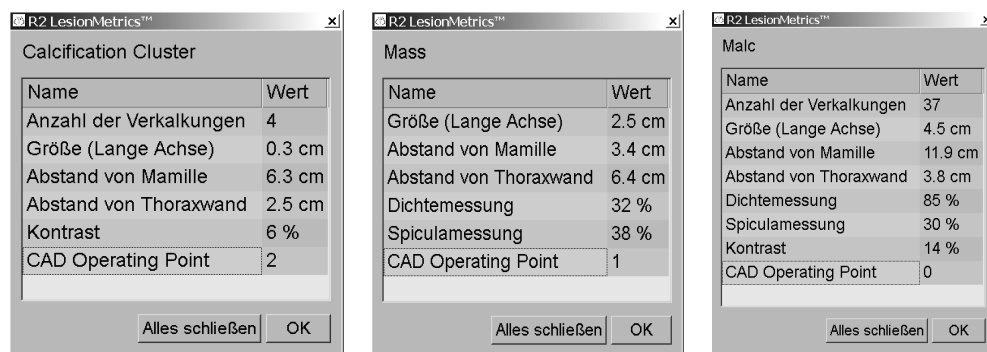 R2 LesionMetrics™
Calcification Cluster
Name Wert
Anzahl der Verkalkungen 4
Größe (Lange Achse) 0.3 cm
Abstand von Mamille 6.3 cm
Abstand von Thoraxwand 2.5 cm
Kontrast 6 %
CAD Operating Point 2
Alles schließen OK
R2 LesionMetrics™
Mass
Name Wert
Größe (Lange Achse) 2.5 cm
Abstand von Mamille 3.4 cm
Abstand von Thoraxwand 6.4 cm
Dichtemessung 32 %
Spiculamessung 38 %
CAD Operating Point 1
Alles schließen OK
R2 LesionMetrics™
Malc
Name Wert
Anzahl der Verkalkungen 37
Größe (Lange Achse) 4.5 cm
Abstand von Mamille 11.9 cm
Abstand von Thoraxwand 3.8 cm
Dichtemessung 85 %
Spiculamessung 30 %
Kontrast 14 %
CAD Operating Point 0
Alles schließen OK